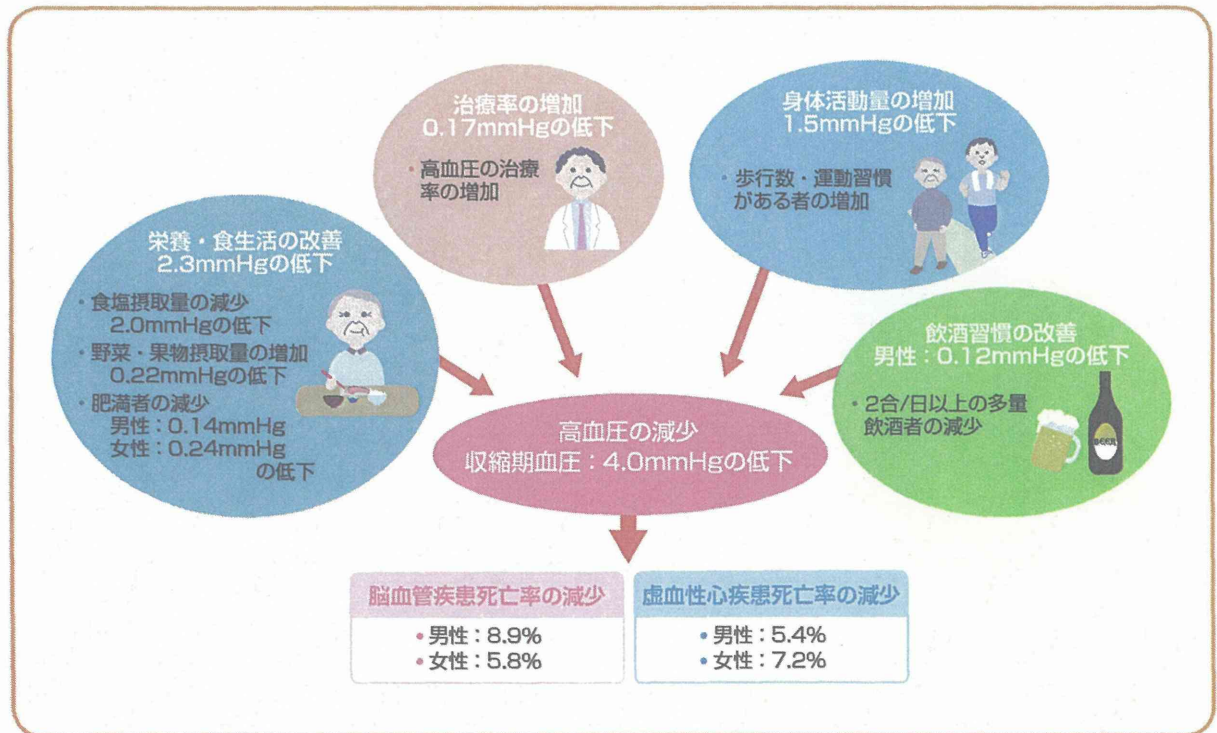 治療率の増加
0.17mmHgの低下
・高血圧の治療
率の増加
身体活動量の増加
1.5mmHgの低下
・歩行数・運動習慣
がある者の増加
栄養・食生活の改善
2.3mmHgの低下
・食塩摂取量の減少
2.0mmHgの低下
・野菜・果物摂取量の増加
0.22mmHgの低下
・肥満者の減少
男性：0.14mmHg
女性：0.24mmHg
の低下
飲酒習慣の改善
男性：0.12mmHgの低下
・2合/日以上の多量
飲酒者の減少
BEER
高血圧の減少
収縮期血圧：4.0mmHgの低下
脳血管疾患死亡率の減少
・男性：8.9%
・女性：5.8%
虚血性心疾患死亡率の減少
・男性：5.4%
・女性：7.2%